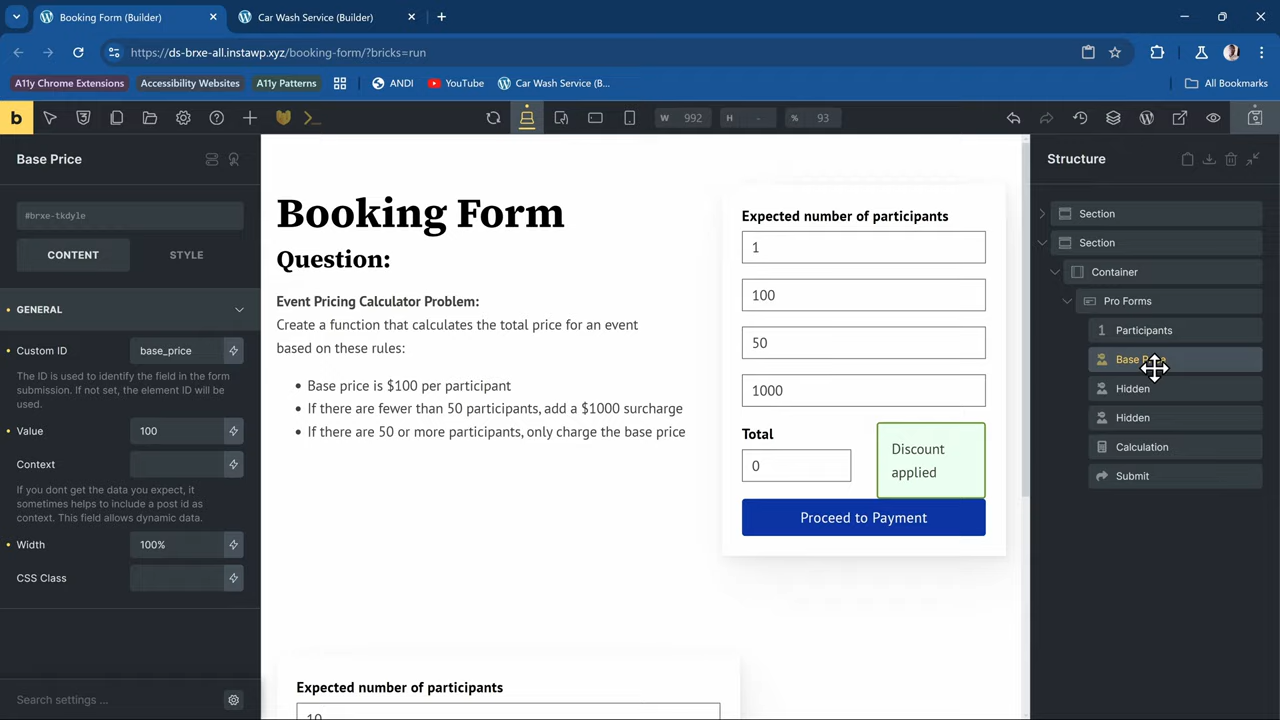 Booking Form (Builder)
Car Wash Service (Builder)
https://ds-brxe-all.instawp.xyz/booking-form/?bricks=run
A11y Chrome Extensions
Accessibility Websites
A11y Patterns
ANDI
YouTube
Car Wash Service (B...
All Bookmarks
b
W 992
H -
% 93
Base Price
#brxe-tkdyle
CONTENT
STYLE
GENERAL
Custom ID
base_price
The ID is used to identify the field in the form
submission. If not set, the element ID will be
used.
Value
100
Context
If you dont get the data you expect, it
sometimes helps to include a post id as
context. This field allows dynamic data.
Width
100%
CSS Class
Search settings ...
Booking Form
Question:
Event Pricing Calculator Problem:
Create a function that calculates the total price for an event
based on these rules:
• Base price is $100 per participant
• If there are fewer than 50 participants, add a $1000 surcharge
• If there are 50 or more participants, only charge the base price
Expected number of participants
1
100
50
1000
Total
0
Discount
applied
Proceed to Payment
Expected number of participants
10
Structure
Section
Section
Container
Pro Forms
1 Participants
Base Price
Hidden
Hidden
Calculation
Submit